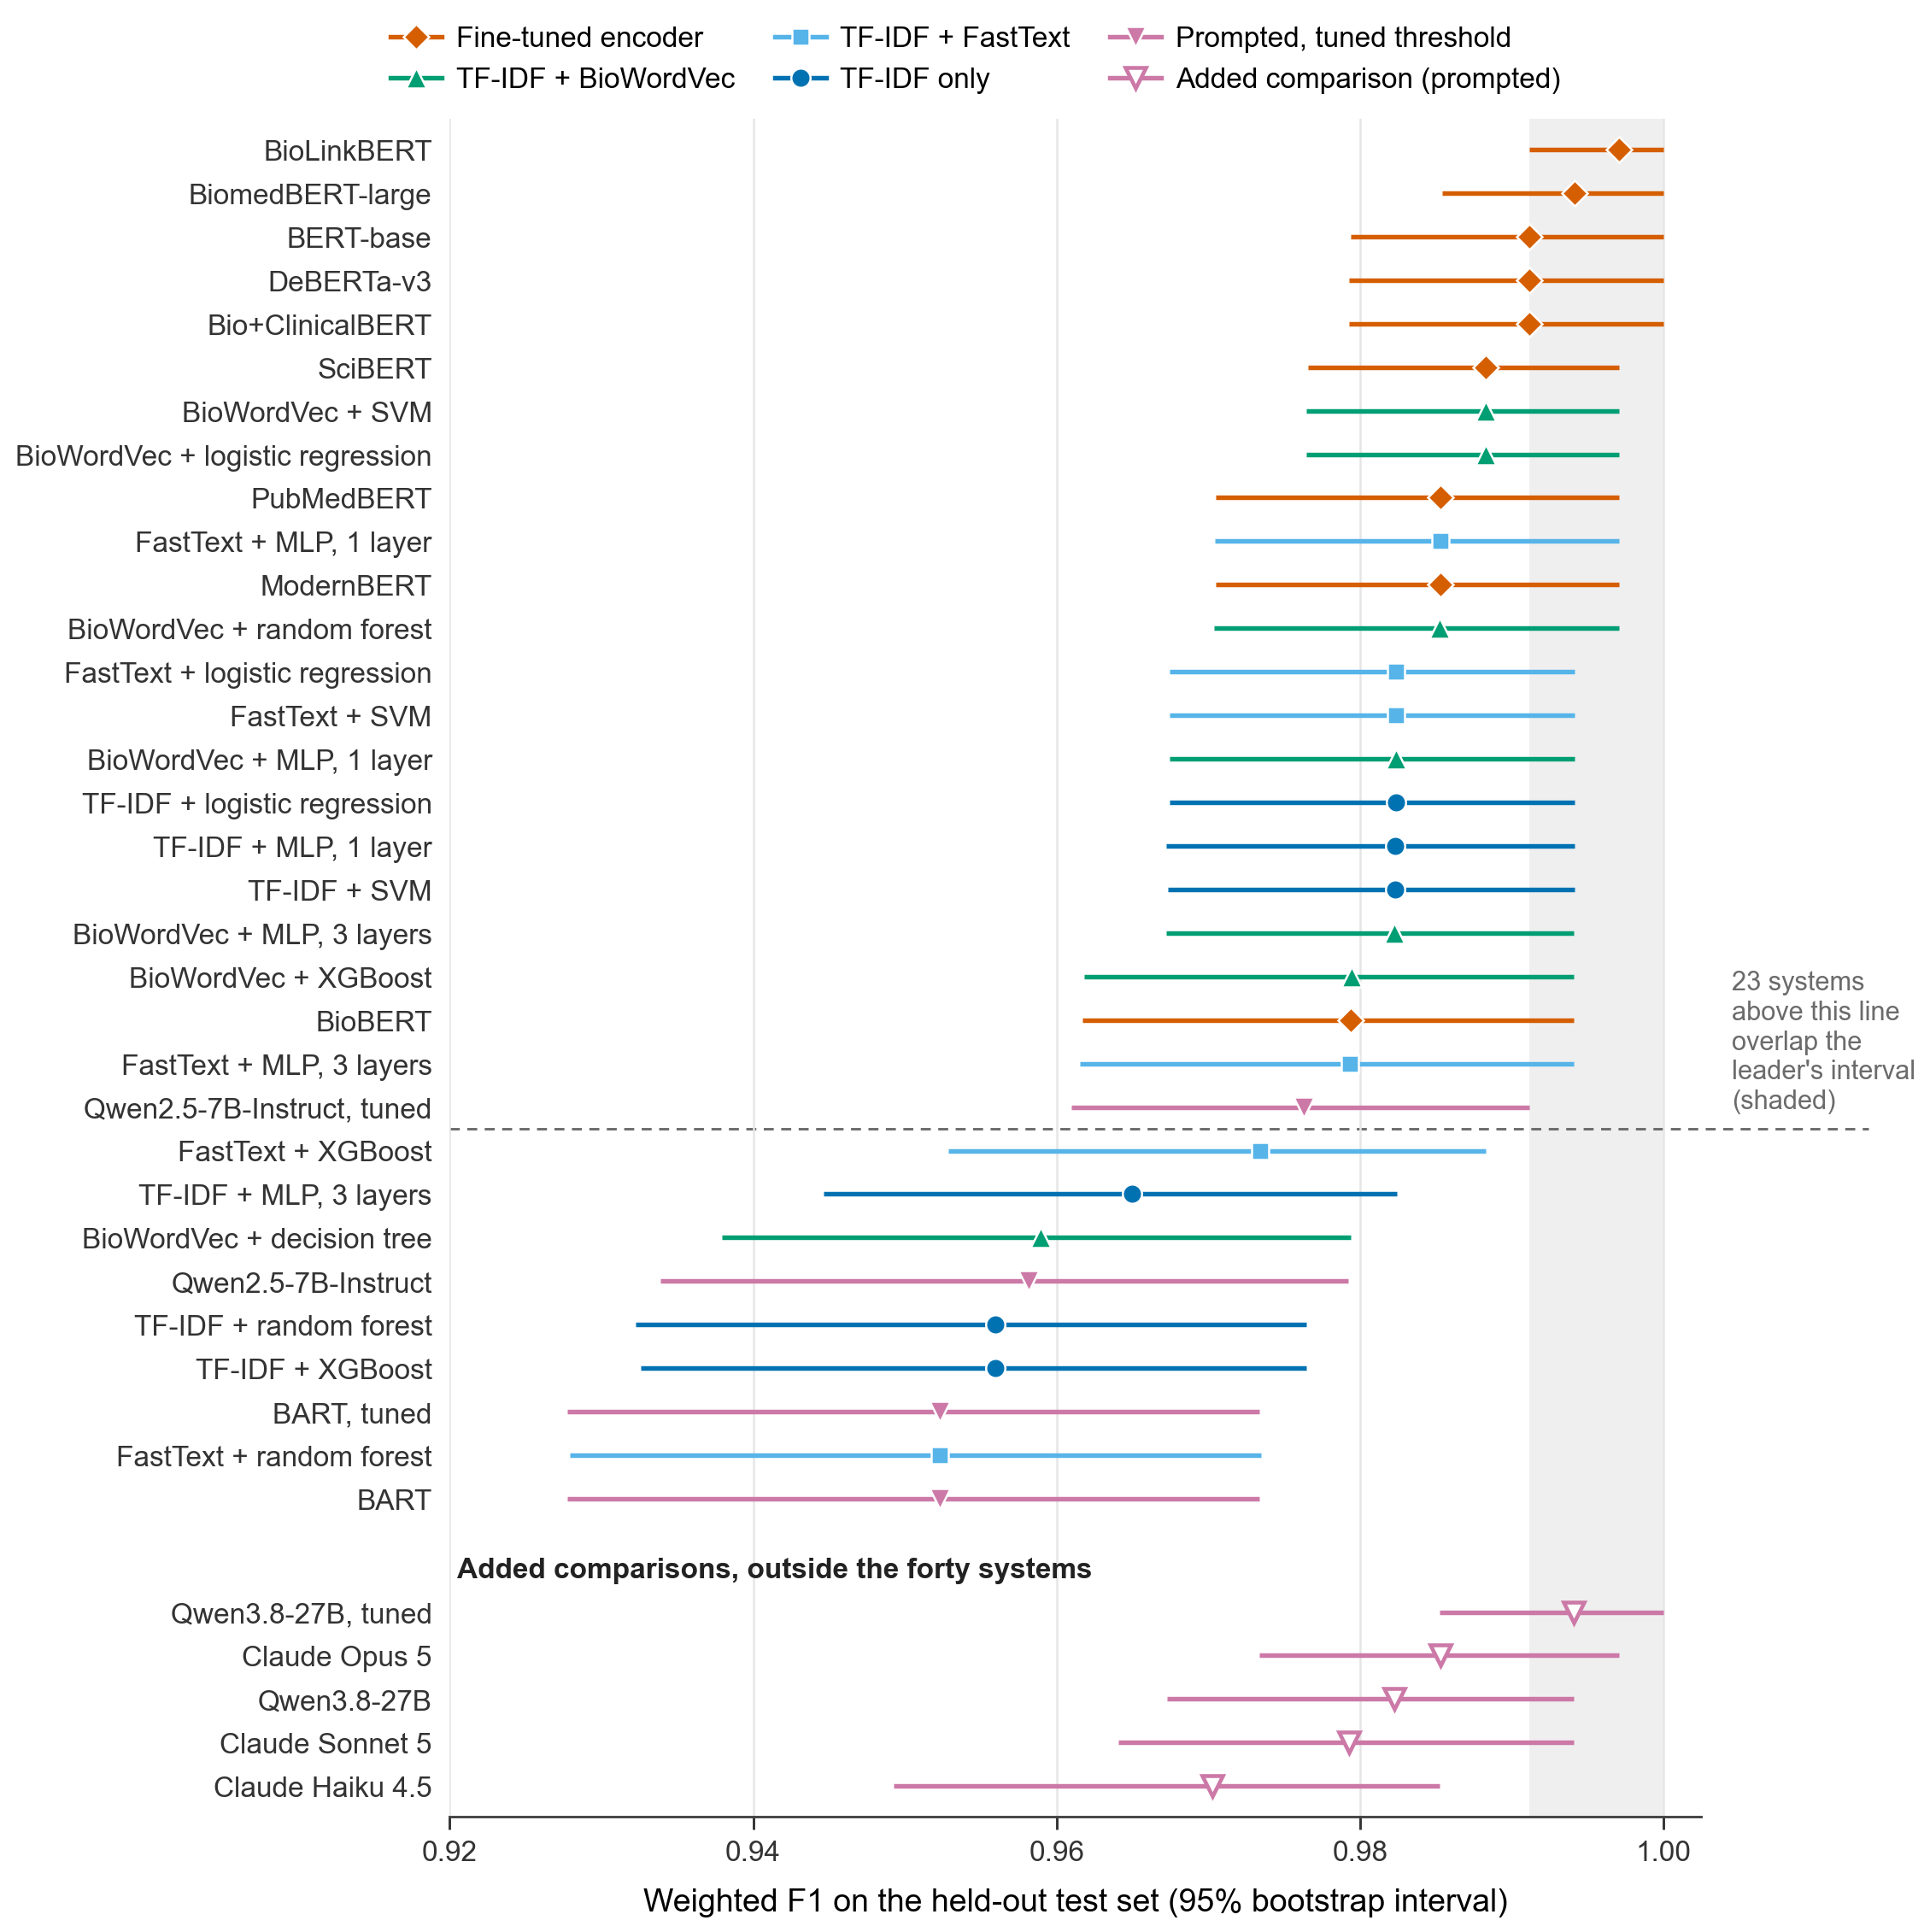 Fine-tuned encoder
TF-IDF + FastText
Prompted, tuned threshold
TF-IDF + BioWordVec
TF-IDF only
Added comparison (prompted)
BioLinkBERT
BiomedBERT-large
BERT-base
DeBERTa-v3
Bio+ClinicalBERT
SciBERT
BioWordVec + SVM
BioWordVec + logistic regression
PubMedBERT
FastText + MLP, 1 layer
ModernBERT
BioWordVec + random forest
FastText + logistic regression
FastText + SVM
BioWordVec + MLP, 1 layer
TF-IDF + logistic regression
TF-IDF + MLP, 1 layer
TF-IDF + SVM
BioWordVec + MLP, 3 layers
BioWordVec + XGBoost
BioBERT
FastText + MLP, 3 layers
Qwen2.5-7B-Instruct, tuned
23 systems
above this line
overlap the
leader's interval
(shaded)
FastText + XGBoost
TF-IDF + MLP, 3 layers
BioWordVec + decision tree
Qwen2.5-7B-Instruct
TF-IDF + random forest
TF-IDF + XGBoost
BART, tuned
FastText + random forest
BART
Added comparisons, outside the forty systems
Qwen3.8-27B, tuned
Claude Opus 5
Qwen3.8-27B
Claude Sonnet 5
Claude Haiku 4.5
0.92
0.94
0.96
0.98
1.00
Weighted F1 on the held-out test set (95% bootstrap interval)